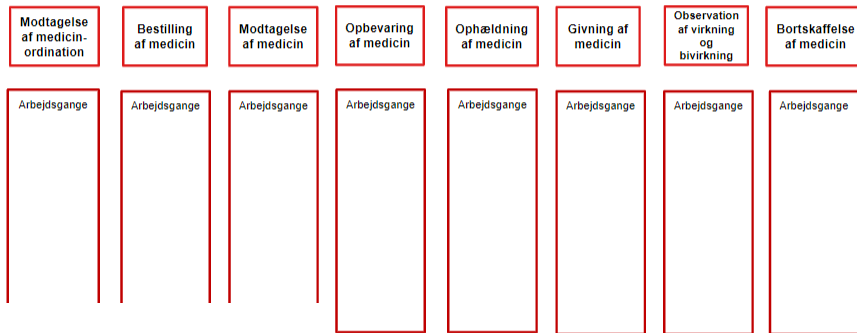 Modtagelse
af medicin-
ordination
Bestilling
af medicin
Modtagelse
af medicin
Opbevaring
af medicin
Ophældning
af medicin
Givning af
medicin
Observation
af virkning
og
bivirkning
Bortskaffelse
af medicin
Arbejdsgange
Arbejdsgange
Arbejdsgange
Arbejdsgange
Arbejdsgange
Arbejdsgange
Arbejdsgange
Arbejdsgange